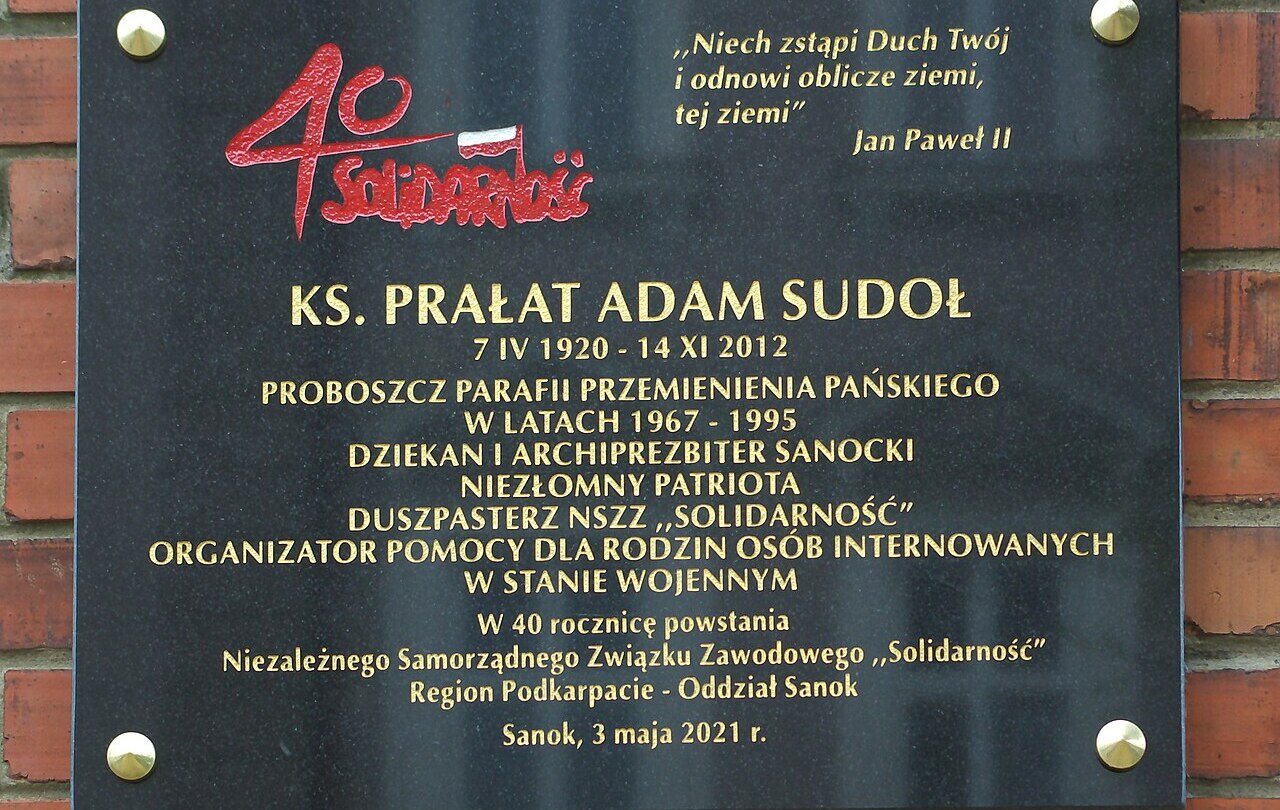 40
SOLIDARNOŚĆ
,,Niech zstąpi Duch Twój
i odnowi oblicze ziemi,
tej ziemi”
Jan Paweł II
KS. PRAŁAT ADAM SUDOŁ
7 IV 1920 - 14 XI 2012
PROBOSZCZ PARAFII PRZEMIENIENIA PAŃSKIEGO
W LATACH 1967 - 1995
DZIEKAN I ARCHIPREZBITER SANOCKI
NIEZŁOMNY PATRIOTA
DUSZPASTERZ NSZZ ,,SOLIDARNOŚĆ”
ORGANIZATOR POMOCY DLA RODZIN OSÓB INTERNOWANYCH
W STANIE WOJENNYM
W 40 rocznicę powstania
Niezależnego Samorządnego Związku Zawodowego ,,Solidarność”
Region Podkarpacie - Oddział Sanok
Sanok, 3 maja 2021 r.